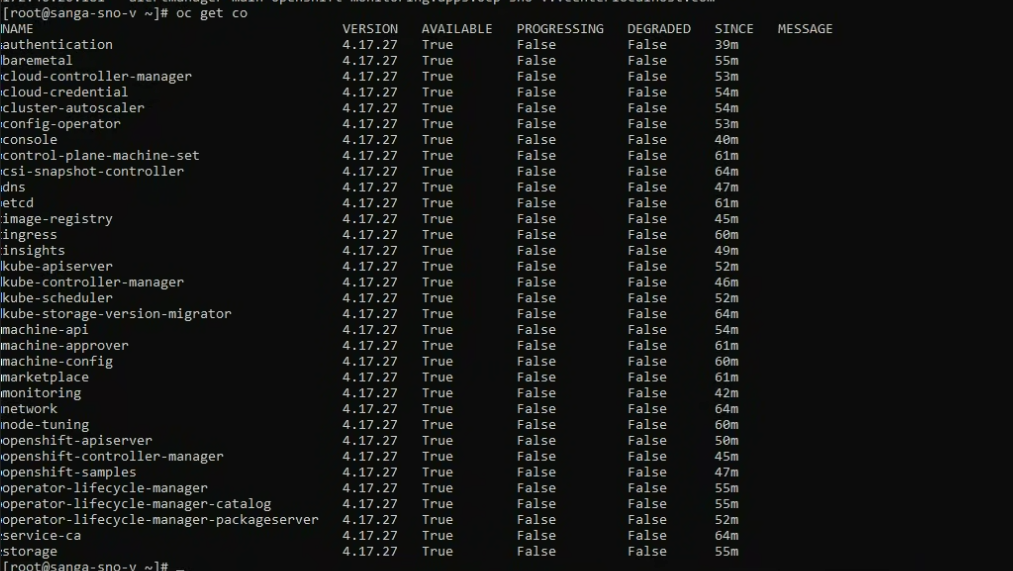 [root@sanga-sno-v ~]# oc get co
NAME VERSION AVAILABLE PROGRESSING DEGRADED SINCE MESSAGE
authentication 4.17.27 True False False 39m
baremetal 4.17.27 True False False 55m
cloud-controller-manager 4.17.27 True False False 53m
cloud-credential 4.17.27 True False False 54m
cluster-autoscaler 4.17.27 True False False 54m
config-operator 4.17.27 True False False 53m
console 4.17.27 True False False 40m
control-plane-machine-set 4.17.27 True False False 61m
csi-snapshot-controller 4.17.27 True False False 64m
dns 4.17.27 True False False 47m
etcd 4.17.27 True False False 61m
image-registry 4.17.27 True False False 45m
ingress 4.17.27 True False False 60m
insights 4.17.27 True False False 49m
kube-apiserver 4.17.27 True False False 52m
kube-controller-manager 4.17.27 True False False 46m
kube-scheduler 4.17.27 True False False 52m
kube-storage-version-migrator 4.17.27 True False False 64m
machine-api 4.17.27 True False False 54m
machine-approver 4.17.27 True False False 61m
machine-config 4.17.27 True False False 60m
marketplace 4.17.27 True False False 61m
monitoring 4.17.27 True False False 42m
network 4.17.27 True False False 64m
node-tuning 4.17.27 True False False 60m
openshift-apiserver 4.17.27 True False False 50m
openshift-controller-manager 4.17.27 True False False 45m
openshift-samples 4.17.27 True False False 47m
operator-lifecycle-manager 4.17.27 True False False 55m
operator-lifecycle-manager-catalog 4.17.27 True False False 55m
operator-lifecycle-manager-packageserver 4.17.27 True False False 52m
service-ca 4.17.27 True False False 64m
storage 4.17.27 True False False 55m
[root@sanga-sno-v ~]# _